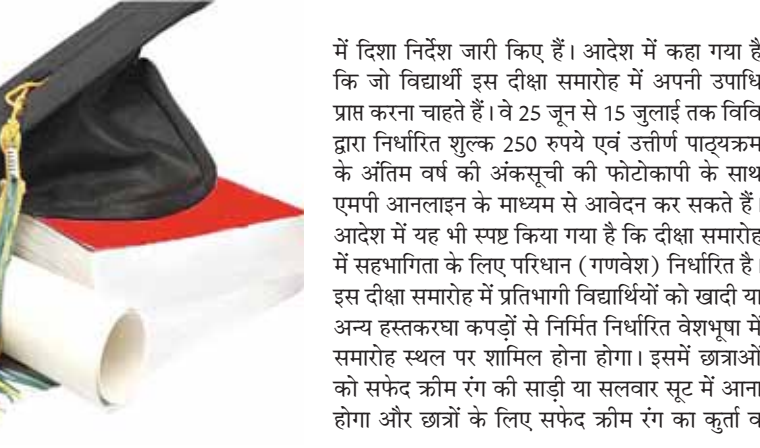 में दिशा निर्देश जारी किए हैं। आदेश में कहा गया है
कि जो विद्यार्थी इस दीक्षा समारोह में अपनी उपाधि
प्राप्त करना चाहते हैं। वे 25 जून से 15 जुलाई तक विवि
द्वारा निर्धारित शुल्क 250 रुपये एवं उत्तीर्ण पाठ्यक्रम
के अंतिम वर्ष की अंकसूची की फोटोकापी के साथ
एमपी आनलाइन के माध्यम से आवेदन कर सकते हैं।
आदेश में यह भी स्पष्ट किया गया है कि दीक्षा समारोह
में सहभागिता के लिए परिधान (गणवेश) निर्धारित है।
इस दीक्षा समारोह में प्रतिभागी विद्यार्थियों को खादी या
अन्य हस्तकरघा कपड़ों से निर्मित निर्धारित वेशभूषा में
समारोह स्थल पर शामिल होना होगा। इसमें छात्राओं
को सफेद क्रीम रंग की साड़ी या सलवार सूट में आना
होगा और छात्रों के लिए सफेद क्रीम रंग का कुर्ता व